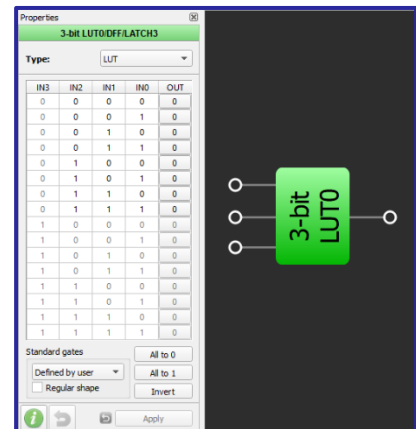 Properties
3-bit LUT0/DFF/LATCH3
Type: LUT
IN3 IN2 IN1 IN0 OUT
0 0 0 0 0
0 0 0 1 0
0 0 1 0 0
0 0 1 1 0
0 1 0 0 0
0 1 0 1 0
0 1 1 0 0
0 1 1 1 0
1 0 0 0 0
1 0 0 1 0
1 0 1 0 0
1 0 1 1 0
1 1 0 0 0
1 1 0 1 0
1 1 1 0 0
1 1 1 1 0
Standard gates
All to 0
Defined by user
All to 1
Regular shape
Invert
Apply
3-bit
LUT0